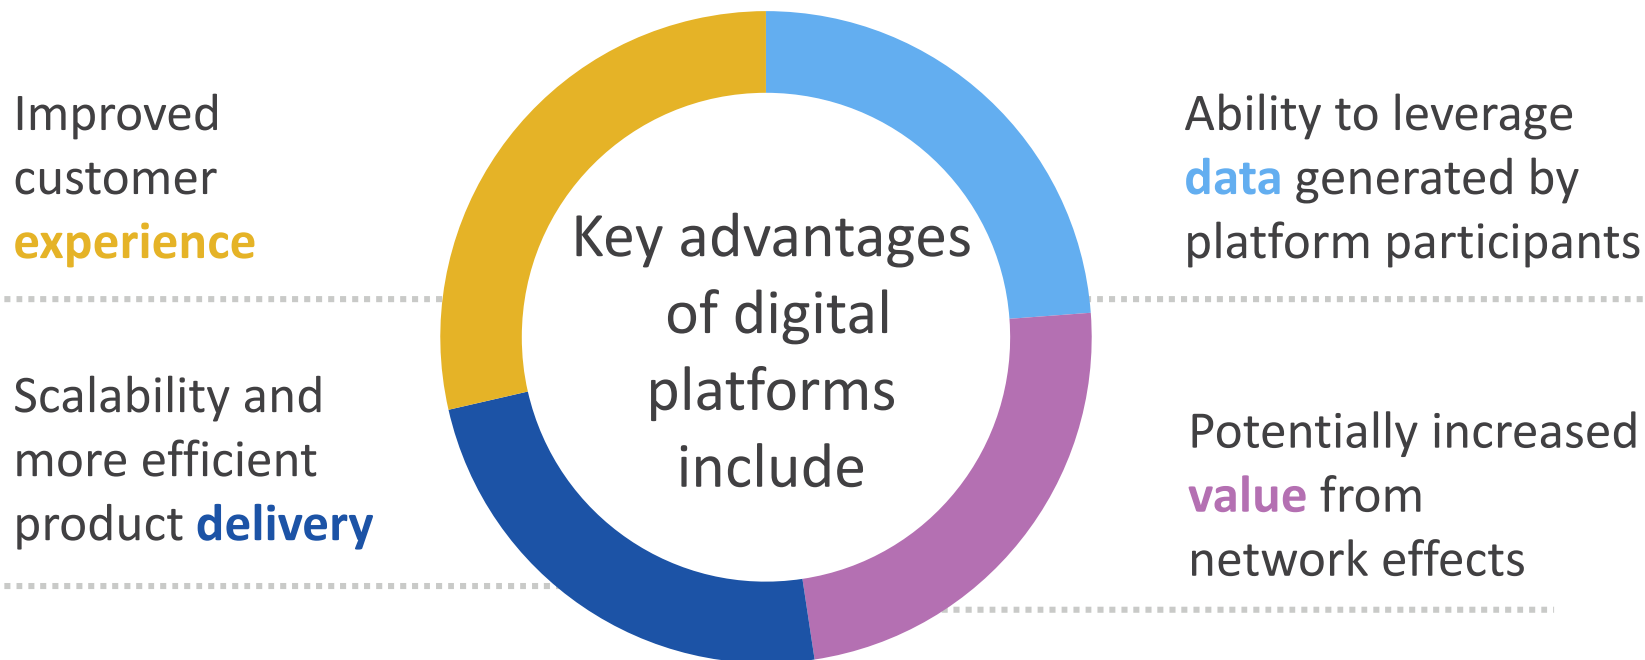 Improved
customer
experience
Scalability and
more efficient
product delivery
Key advantages
of digital
platforms
include
Ability to leverage
data generated by
platform participants
Potentially increased
value from
network effects